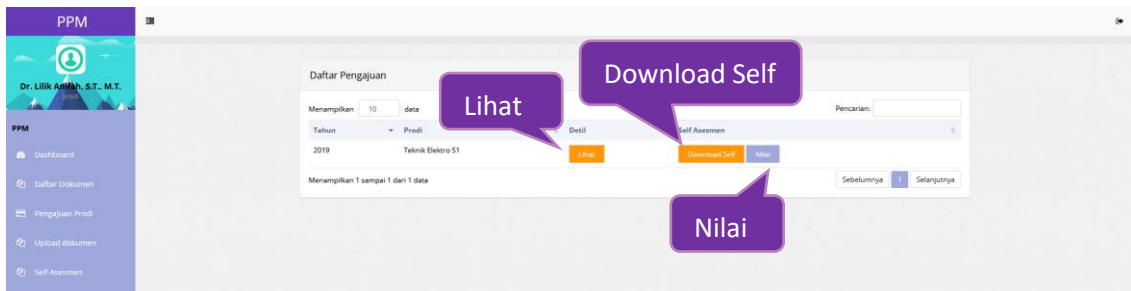 PPM
Dr. Lilik Anifah, S.T., M.T.
prodi
PPM
Dashboard
Daftar Dokumen
Pengajuan Prodi
Upload dokumen
Self Asesmen
Daftar Pengajuan
Lihat
Download Self
Menampilkan 10 data
Pencarian:
Tahun Prodi Detil Self Asesmen
2019 Teknik Elektro S1 Lihat Download Self Nilai
Menampilkan 1 sampai 1 dari 1 data
Sebelumnya 1 Selanjutnya
Nilai